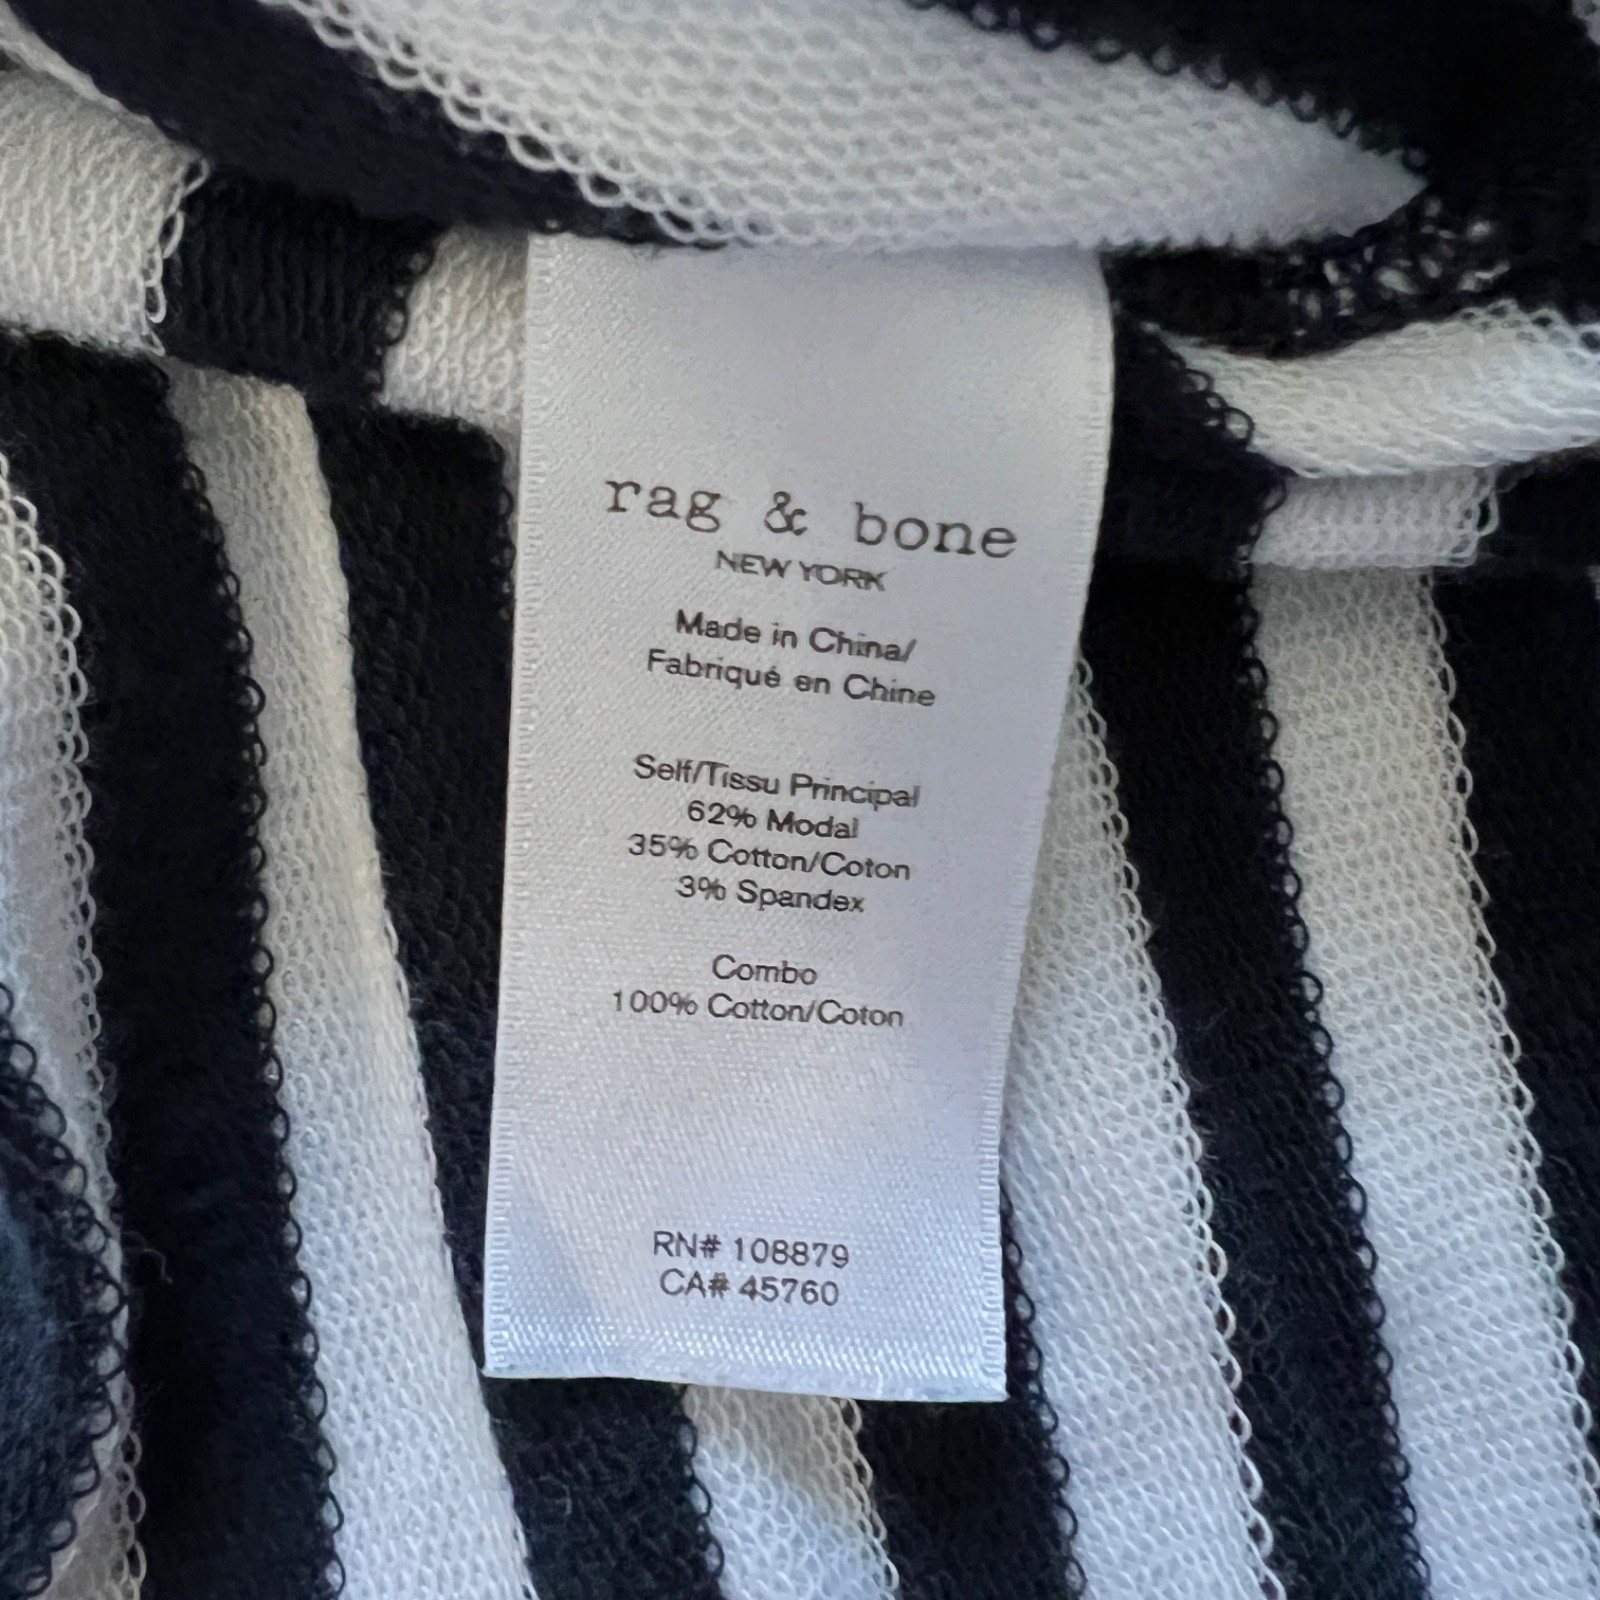 rag & bone
NEW YORK
Made in China/
Fabriqué en Chine
Self/Tissu Principal
62% Modal
35% Cotton/Coton
3% Spandex
Combo
100% Cotton/Coton
RN# 108879
CA# 45760